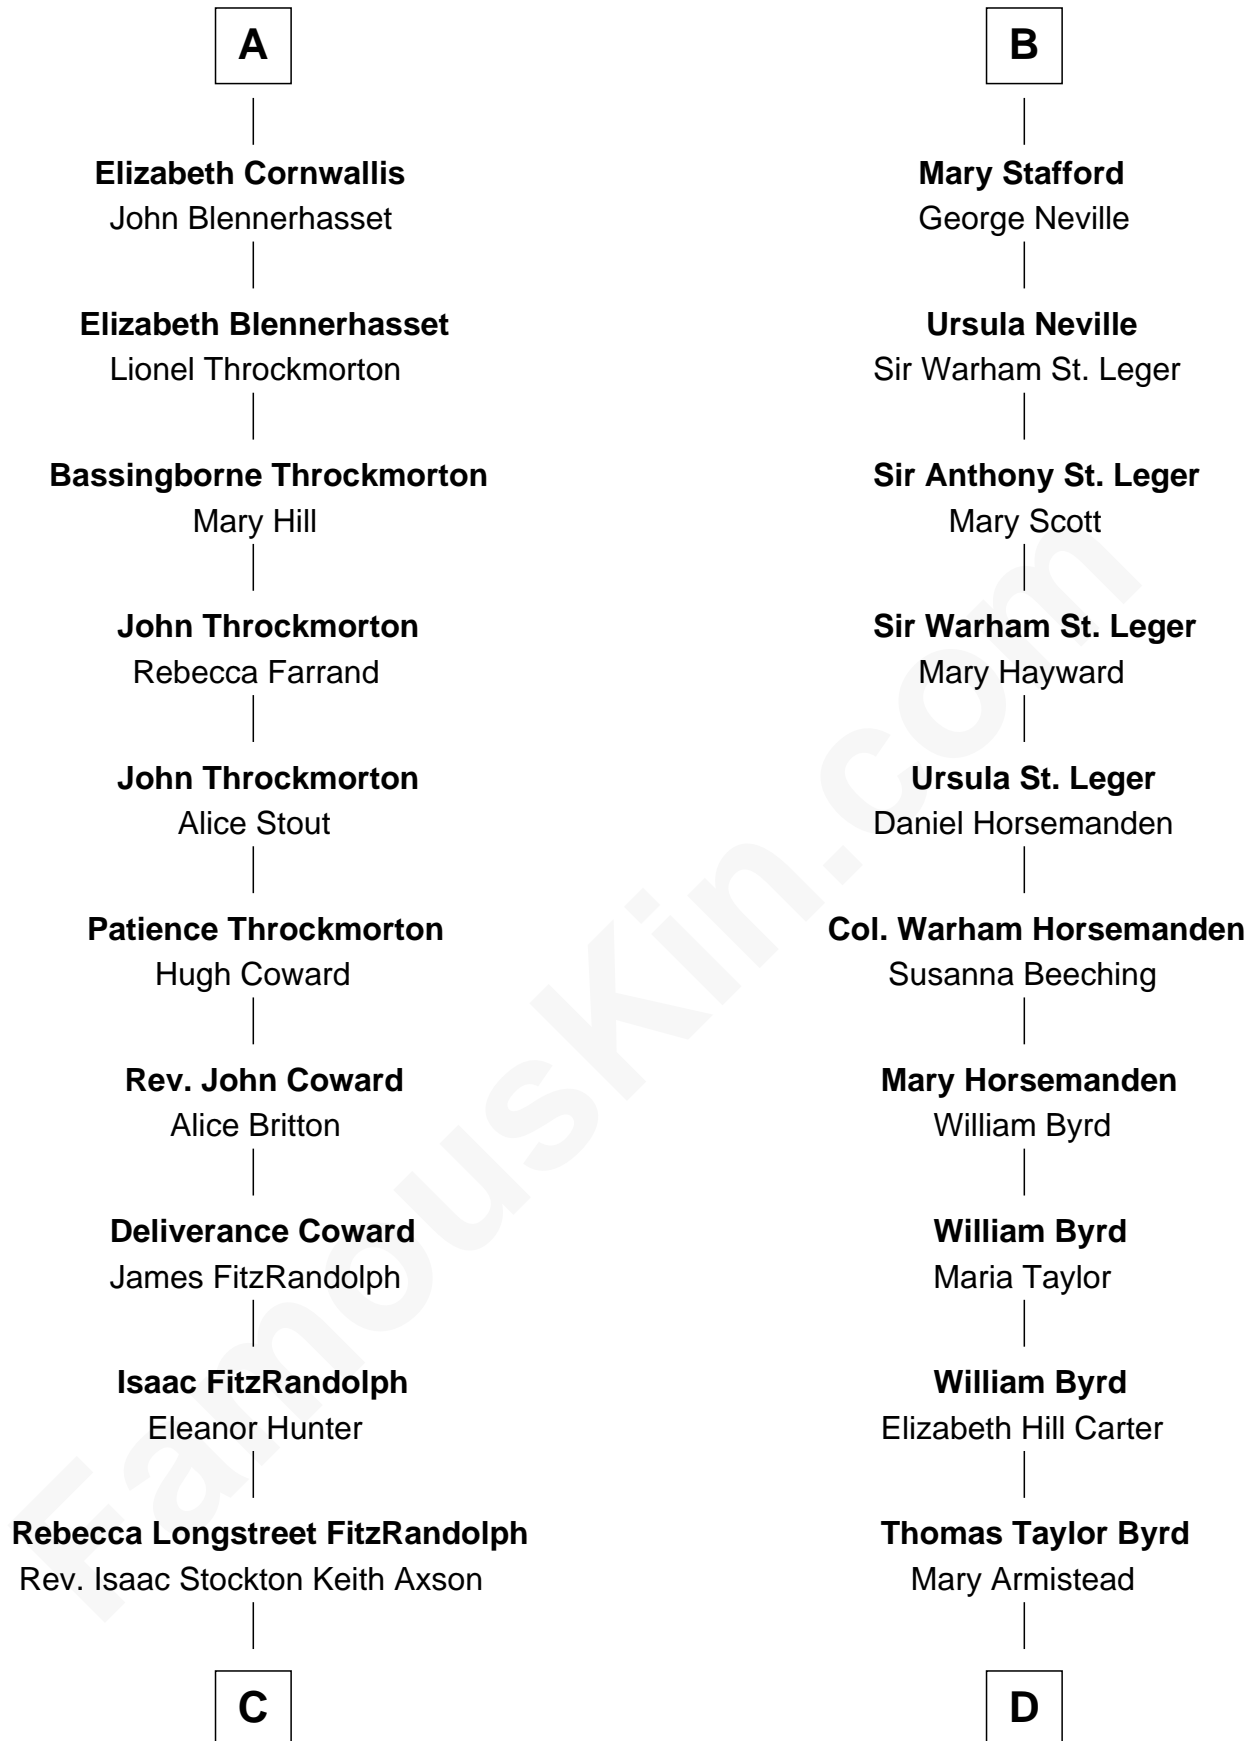 A
Elizabeth Cornwallis
John Blennerhasset
Elizabeth Blennerhasset
Lionel Throckmorton
Bassingborne Throckmorton
Mary Hill
John Throckmorton
Rebecca Farrand
John Throckmorton
Alice Stout
Patience Throckmorton
Hugh Coward
Rev. John Coward
Alice Britton
Deliverance Coward
James FitzRandolph
Isaac FitzRandolph
Eleanor Hunter
Rebecca Longstreet FitzRandolph
Rev. Isaac Stockton Keith Axson
C
B
Mary Stafford
George Neville
Ursula Neville
Sir Warham St. Leger
Sir Anthony St. Leger
Mary Scott
Sir Warham St. Leger
Mary Hayward
Ursula St. Leger
Daniel Horsemanden
Col. Warham Horsemanden
Susanna Beeching
Mary Horsemanden
William Byrd
William Byrd
Maria Taylor
William Byrd
Elizabeth Hill Carter
Thomas Taylor Byrd
Mary Armistead
D
FamousKin.com